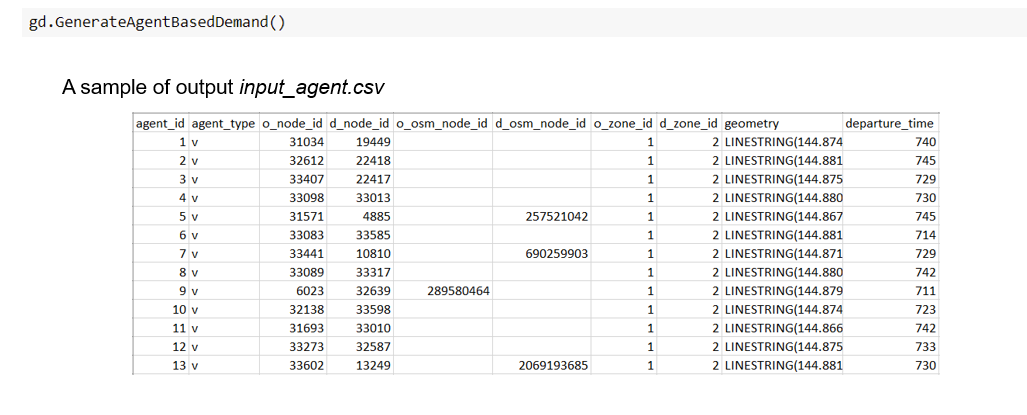 gd.GenerateAgentBasedDemand()
A sample of output input_agent.csv
agent_id agent_type o_node_id d_node_id o_osm_node_id d_osm_node_id o_zone_id d_zone_id geometry departure_time
1 v 31034 19449 1 2 LINESTRING(144.874 740
2 v 32612 22418 1 2 LINESTRING(144.881 745
3 v 33407 22417 1 2 LINESTRING(144.875 729
4 v 33098 33013 1 2 LINESTRING(144.880 730
5 v 31571 4885 257521042 1 2 LINESTRING(144.867 745
6 v 33083 33585 1 2 LINESTRING(144.881 714
7 v 33441 10810 690259903 1 2 LINESTRING(144.871 729
8 v 33089 33317 1 2 LINESTRING(144.880 742
9 v 6023 32639 289580464 1 2 LINESTRING(144.879 711
10 v 32138 33598 1 2 LINESTRING(144.874 723
11 v 31693 33010 1 2 LINESTRING(144.866 742
12 v 33273 32587 1 2 LINESTRING(144.875 733
13 v 33602 13249 2069193685 1 2 LINESTRING(144.881 730